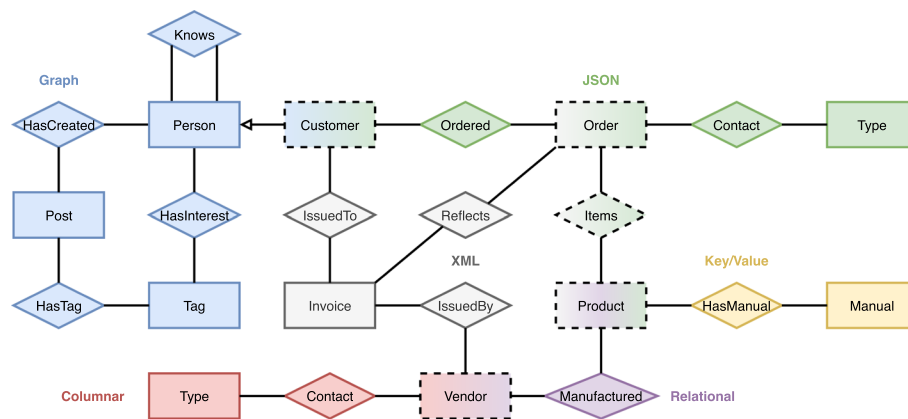 Knows
Graph
JSON
HasCreated
Person
Customer
Ordered
Order
Contact
Type
Post
HasInterest
IssuedTo
Reflects
Items
XML
Key/Value
HasTag
Tag
Invoice
IssuedBy
Product
HasManual
Manual
Columnar
Type
Contact
Vendor
Manufactured
Relational